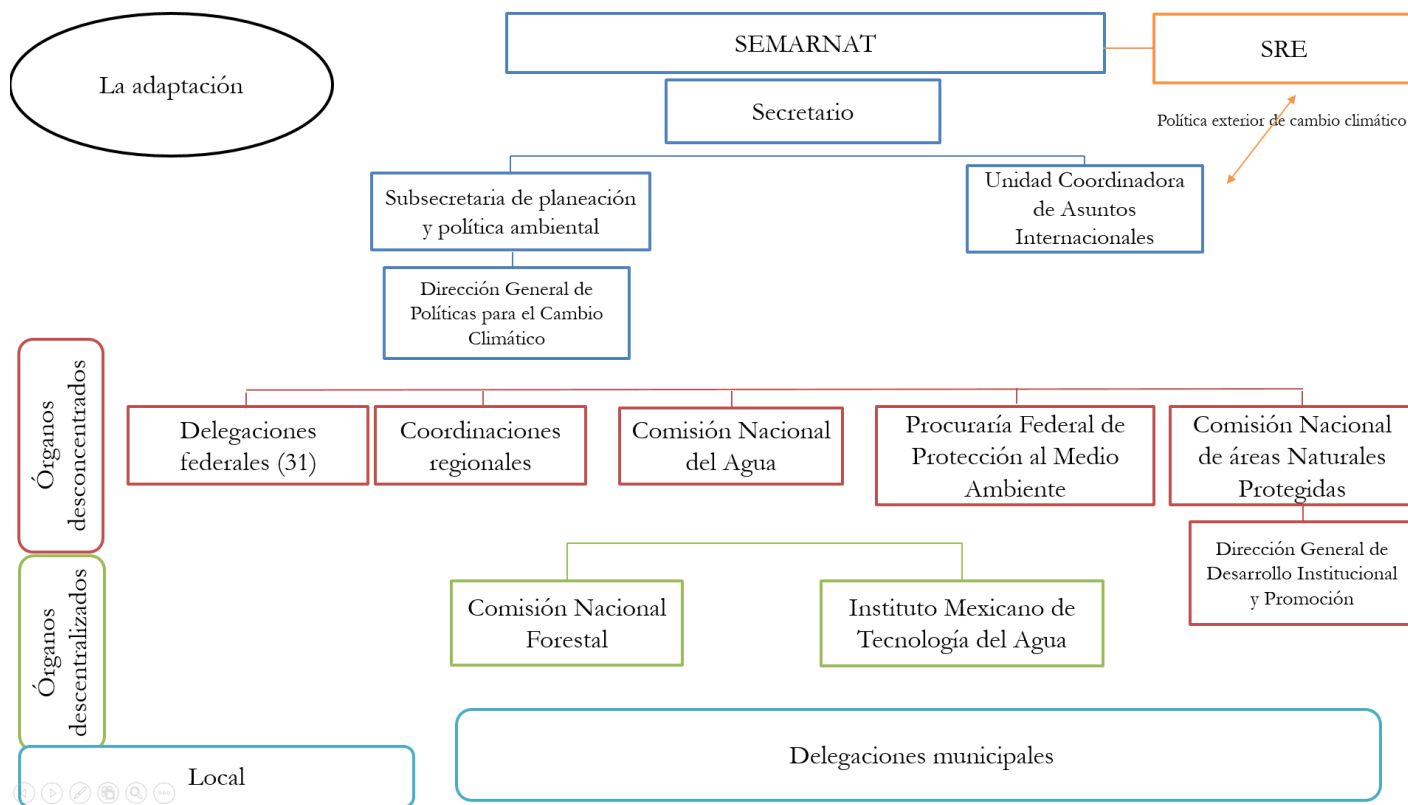 La adaptación
SEMARNAT
SRE
Secretario
Política exterior de cambio climático
Subsecretaria de planeación
y política ambiental
Unidad Coordinadora
de Asuntos
Internacionales
Dirección General de
Políticas para el Cambio
Climático
Órganos
desconcentrados
Delegaciones
federales (31)
Coordinaciones
regionales
Comisión Nacional
del Agua
Procuraría Federal de
Protección al Medio
Ambiente
Comisión Nacional
de áreas Naturales
Protegidas
Dirección General de
Desarrollo Institucional
y Promoción
Órganos
descentralizados
Comisión Nacional
Forestal
Instituto Mexicano de
Tecnología del Agua
Local
Delegaciones municipales